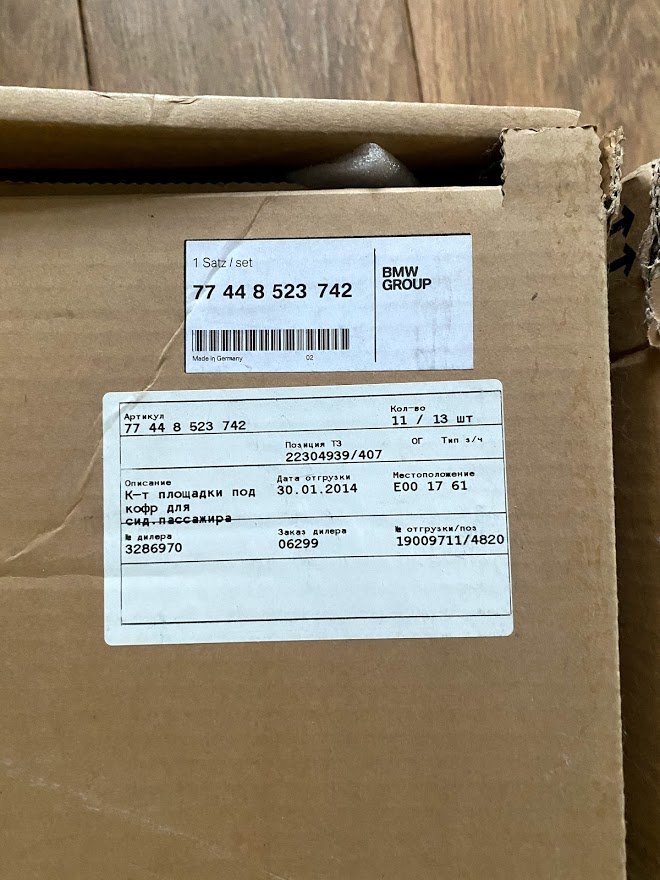 1 Satz / set
77 44 8 523 742
BMW
GROUP
Made in Germany
02
Артикул
77 44 8 523 742
Кол-во
11 / 13 шт
Позиция ТЗ
22304939/407
ОГ Тип з/ч
Описание
К-т площадки под
кофр для
сид.пассажира
Дата отгрузки
30.01.2014
Местоположение
E00 17 61
№ дилера
3286970
Заказ дилера
06299
№ отгрузки/поз
19009711/4820